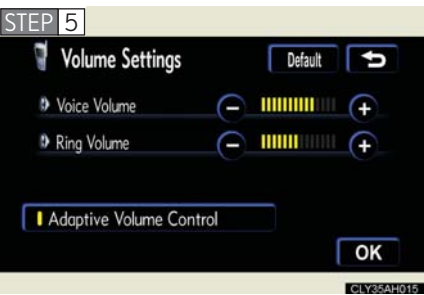 STEP 5
Volume Settings Default
Voice Volume − +
Ring Volume − +
Adaptive Volume Control
OK
CLY35AH015